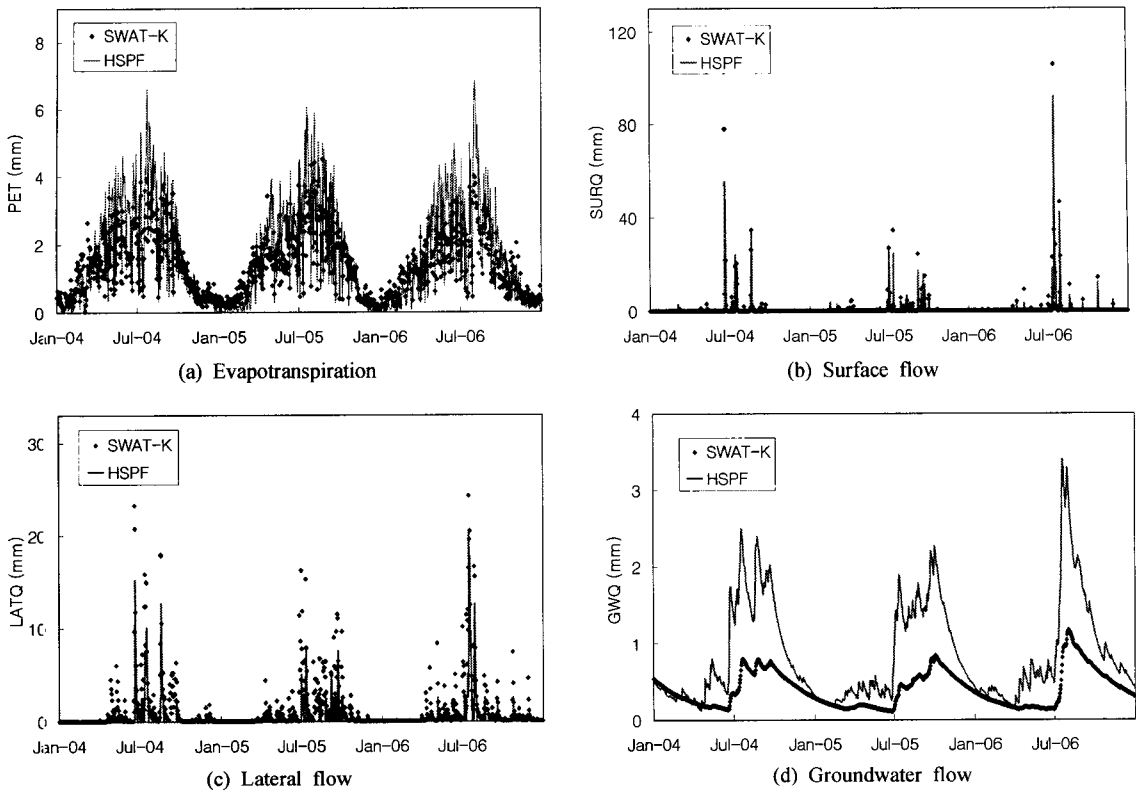 8
6
4
2
0
PET (mm)
SWAT-K
HSPF
Jan-04 Jul-04 Jan-05 Jul-05 Jan-06 Jul-06
(a) Evapotranspiration
120
80
40
0
SURQ (mm)
SWAT-K
HSPF
Jan-04 Jul-04 Jan-05 Jul-05 Jan-06 Jul-06
(b) Surface flow
30
20
10
0
LATQ (mm)
SWAT-K
HSPF
Jan-04 Jul-04 Jan-05 Jul-05 Jan-06 Jul-06
(c) Lateral flow
4
3
2
1
0
GWQ (mm)
SWAT-K
HSPF
Jan-04 Jul-04 Jan-05 Jul-05 Jan-06 Jul-06
(d) Groundwater flow